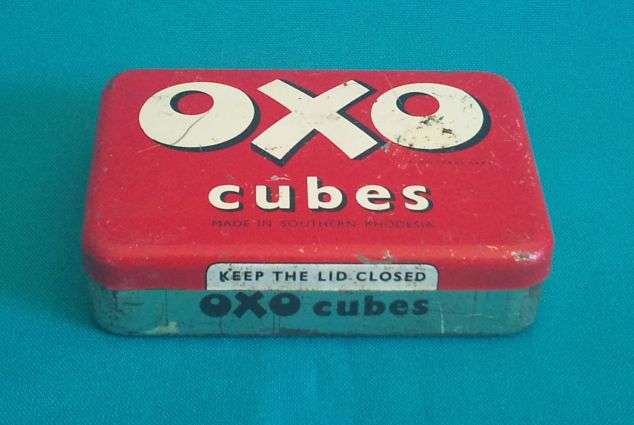 OXO
cubes
MADE IN SOUTHERN RHODESIA
KEEP THE LID CLOSED
OXO cubes